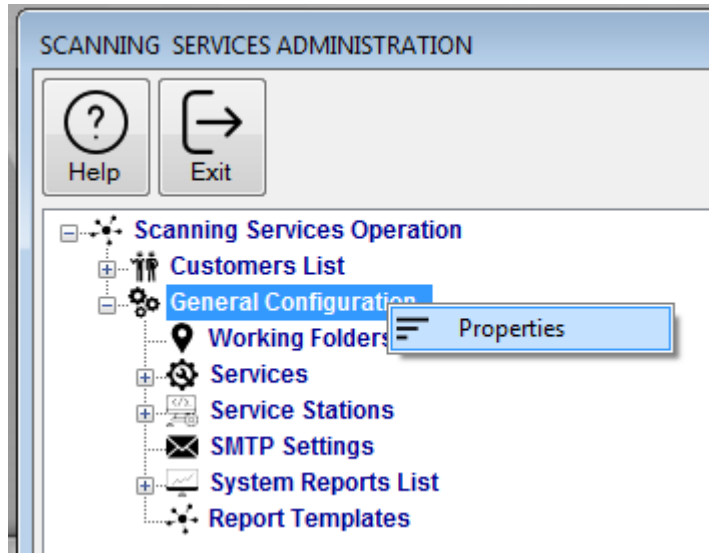 SCANNING SERVICES ADMINISTRATION
Help
Exit
Scanning Services Operation
Customers List
General Configuration
Properties
Working Folders
Services
Service Stations
SMTP Settings
System Reports List
Report Templates